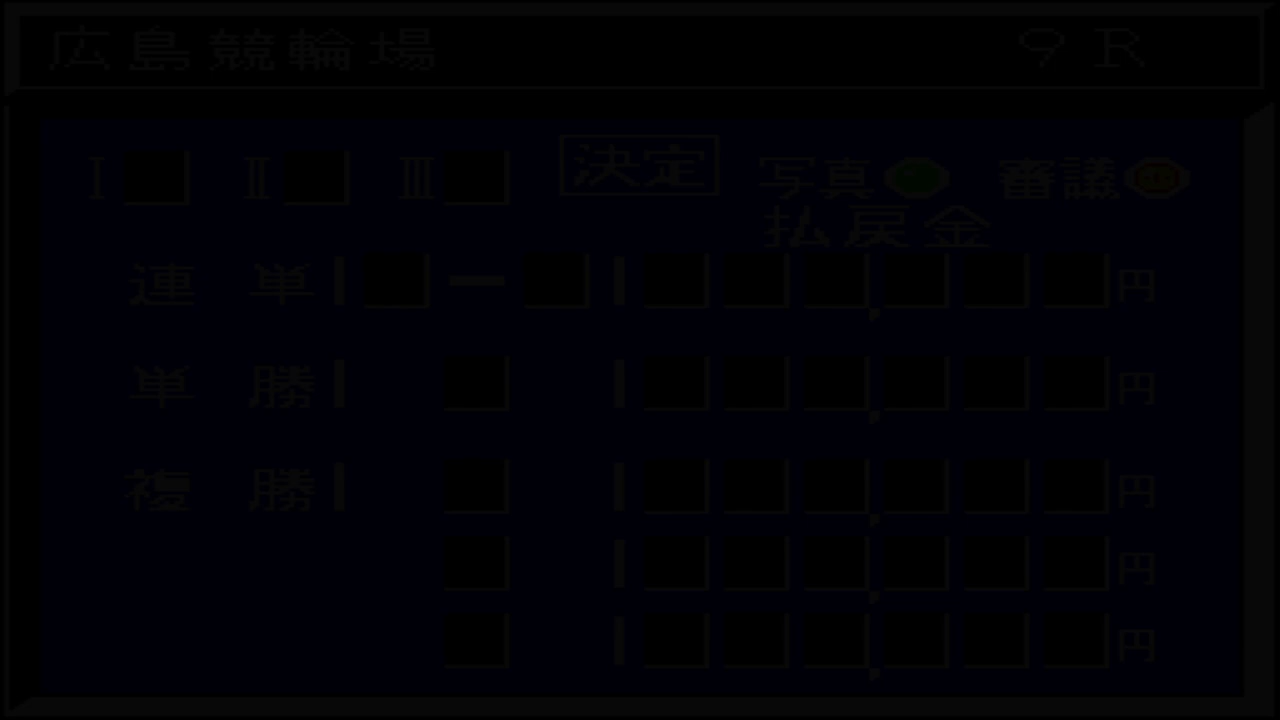 広島競輪場 9R
Ⅰ Ⅱ Ⅲ 決定 写真 審議
払戻金
連単 ー , 円
単勝 , 円
複勝 , 円
, 円
, 円